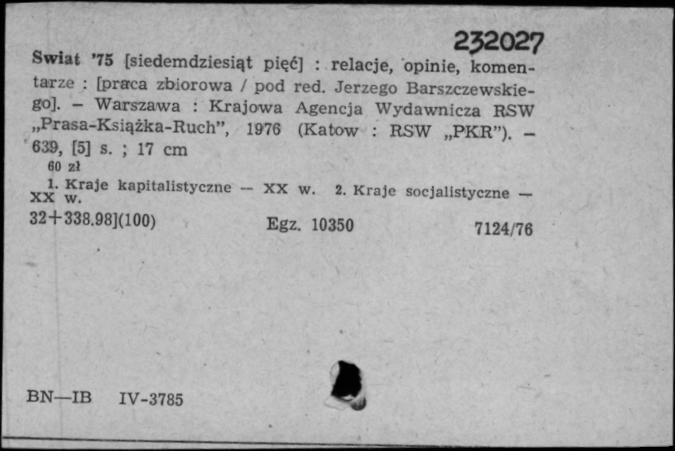 232027
Swiat '75 [siedemdziesiąt pięć] : relacje, opinie, komen-
tarze : [praca zbiorowa / pod red. Jerzego Barszczewskie-
go]. — Warszawa : Krajowa Agencja Wydawnicza RSW
„Prasa-Książka-Ruch”, 1976 (Katow : RSW „PKR”). —
639, [5] s. ; 17 cm
60 zł
1. Kraje kapitalistyczne — XX w. 2. Kraje socjalistyczne —
XX w.
32+338.98](100) Egz. 10350 7124/76
BN—IB IV-3785